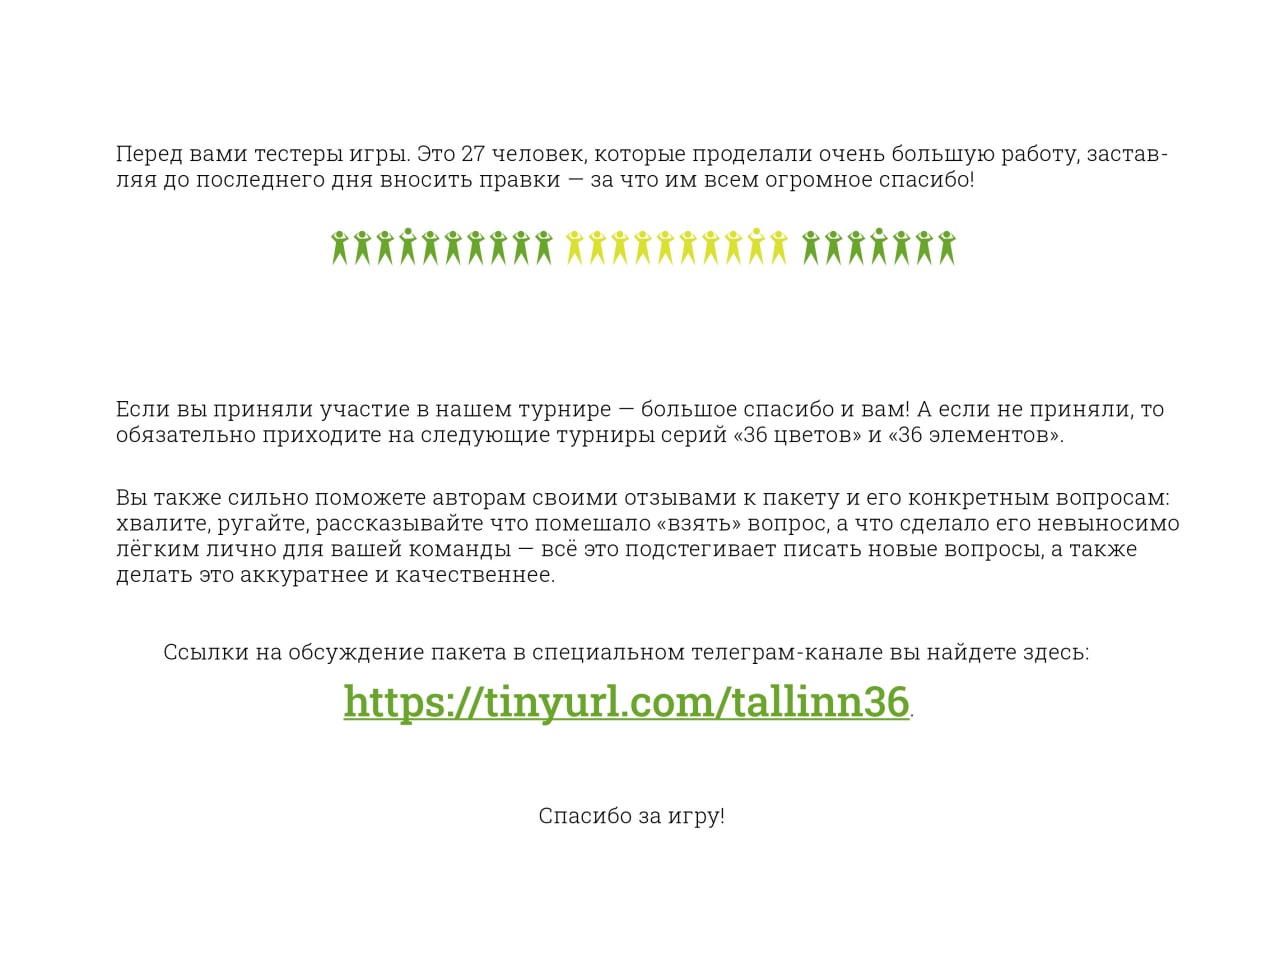 Перед вами тестеры игры. Это 27 человек, которые проделали очень большую работу, застав-
ляя до последнего дня вносить правки — за что им всем огромное спасибо!
Если вы приняли участие в нашем турнире — большое спасибо и вам! А если не приняли, то
обязательно приходите на следующие турниры серий «36 цветов» и «36 элементов».
Вы также сильно поможете авторам своими отзывами к пакету и его конкретным вопросам:
хвалите, ругайте, рассказывайте что помешало «взять» вопрос, а что сделало его невыносимо
лёгким лично для вашей команды — всё это подстегивает писать новые вопросы, а также
делать это аккуратнее и качественнее.
Ссылки на обсуждение пакета в специальном телеграм-канале вы найдете здесь:
https://tinyurl.com/tallinn36.
Спасибо за игру!